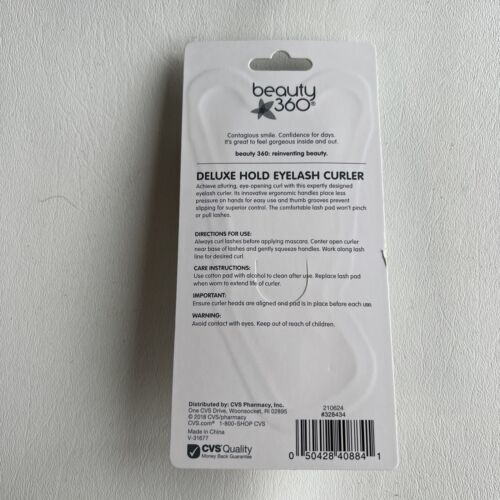 beauty
360®
Contagious smile. Confidence for days.
It's great to feel gorgeous inside and out.
beauty 360: reinventing beauty.
DELUXE HOLD EYELASH CURLER
Achieve alluring, eye-opening curl with this expertly designed
eyelash curler. Its innovative ergonomic handles place less
pressure on hands for easy use and thumb grooves prevent
slipping for superior control. The comfortable lash pad won't pinch
or pull lashes.
DIRECTIONS FOR USE:
Always curl lashes before applying mascara. Center open curler
near base of lashes and gently squeeze handles. Work along lash
line for desired curl.
CARE INSTRUCTIONS:
Use cotton pad with alcohol to clean after use. Replace lash pad
when worn to extend life of curler.
IMPORTANT:
Ensure curler heads are aligned and pad is in place before each use.
WARNING:
Avoid contact with eyes. Keep out of reach of children.
Distributed by: CVS Pharmacy, Inc.
One CVS Drive, Woonsocket, RI 02895
© 2018 CVS/pharmacy
CVS.com® 1-800-SHOP CVS
Made in China
V-31677
CVS Quality
Money Back Guarantee
210624
#328434
0 50428 40884 1